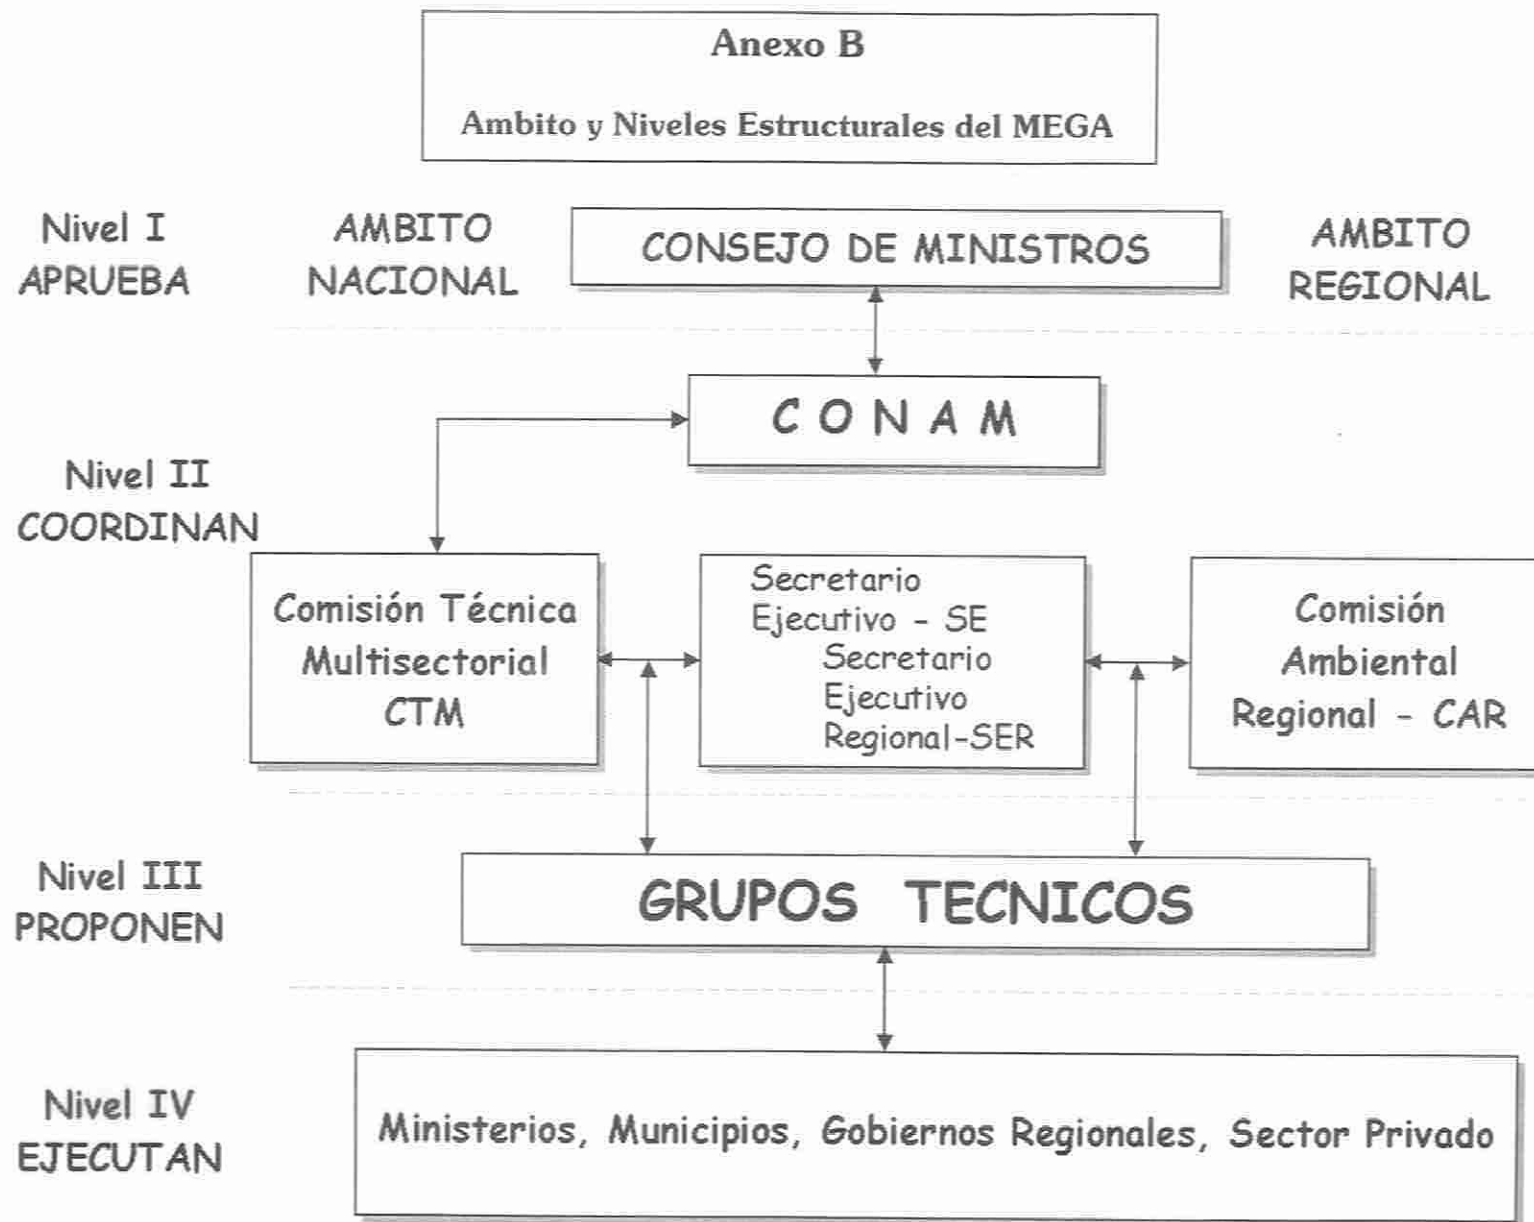 Anexo B
Ambito y Niveles Estructurales del MEGA
Nivel I
APRUEBA
AMBITO
NACIONAL
CONSEJO DE MINISTROS
AMBITO
REGIONAL
C O N A M
Nivel II
COORDINAN
Comisión Técnica
Multisectorial
CTM
Secretario
Ejecutivo - SE
Secretario
Ejecutivo
Regional-SER
Comisión
Ambiental
Regional - CAR
Nivel III
PROPONEN
GRUPOS TECNICOS
Nivel IV
EJECUTAN
Ministerios, Municipios, Gobiernos Regionales, Sector Privado